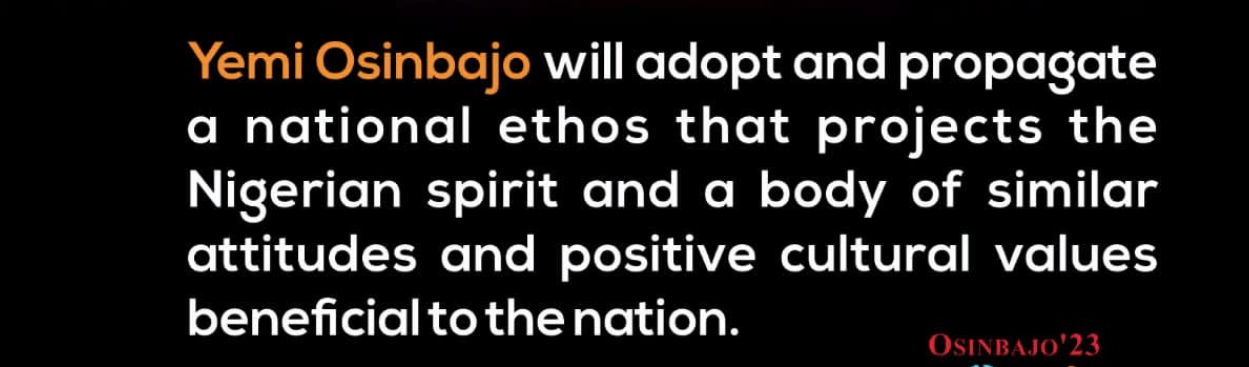 Yemi Osinbajo will adopt and propagate
a national ethos that projects the
Nigerian spirit and a body of similar
attitudes and positive cultural values
beneficial to the nation.
OSINBAJO'23